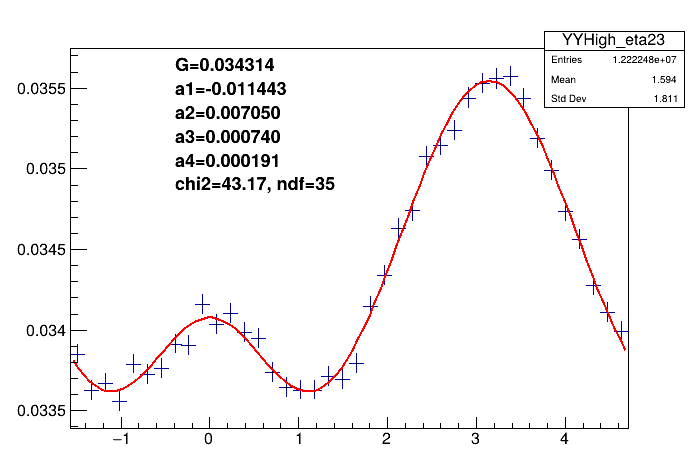 YYHigh_eta23
Entries 1.222248e+07
Mean 1.594
Std Dev 1.811
G=0.034314
a1=-0.011443
a2=0.007050
a3=0.000740
a4=0.000191
chi2=43.17, ndf=35
0.0355
0.035
0.0345
0.034
0.0335
−1 0 1 2 3 4